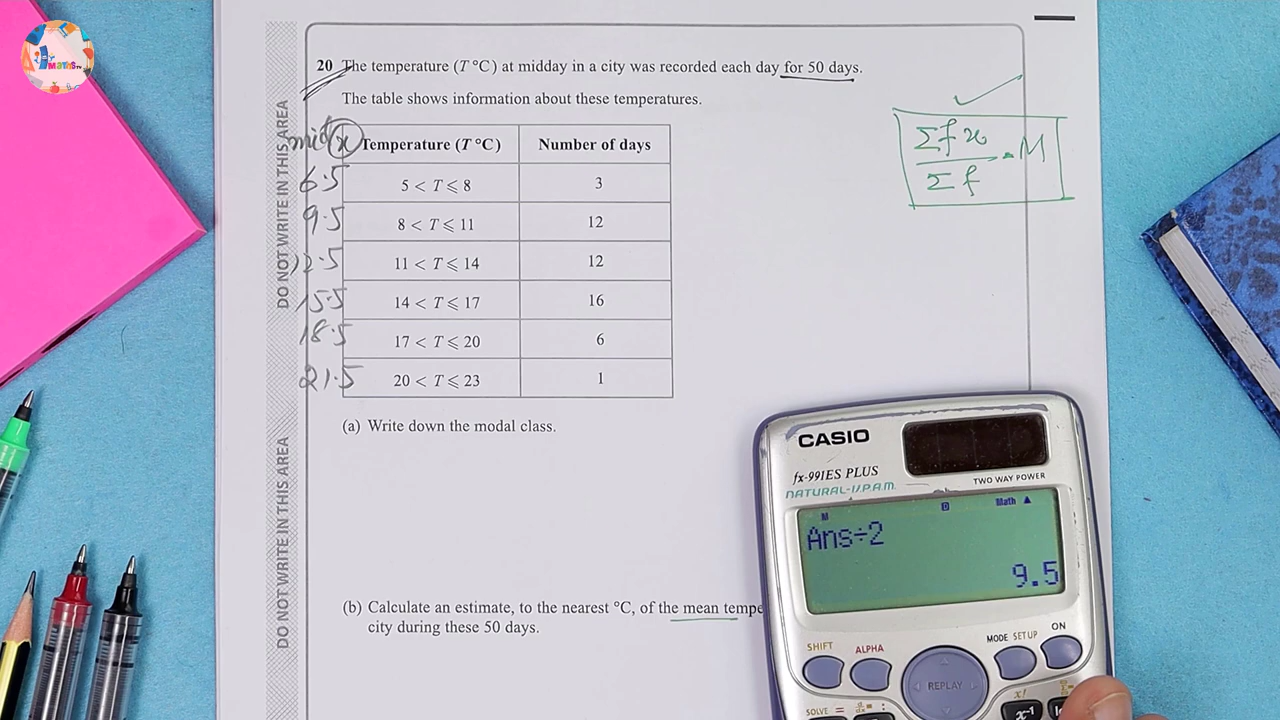 MATHS TV
20 The temperature (T °C) at midday in a city was recorded each day for 50 days.
The table shows information about these temperatures.
mid(x) Temperature (T °C) Number of days
6.5 5 < T ⩽ 8 3
9.5 8 < T ⩽ 11 12
12.5 11 < T ⩽ 14 12
15.5 14 < T ⩽ 17 16
18.5 17 < T ⩽ 20 6
21.5 20 < T ⩽ 23 1
Σfx
Σf
= M
(a) Write down the modal class.
(b) Calculate an estimate, to the nearest °C, of the mean tempe
city during these 50 days.
DO NOT WRITE IN THIS AREA
DO NOT WRITE IN THIS AREA
CASIO
fx-991ES PLUS
NATURAL-V.P.A.M.
TWO WAY POWER
M D Math ▲
Ans÷2
9.5
SHIFT ALPHA MODE SETUP ON
REPLAY
SOLVE = d/dx= : x!
x⁻¹